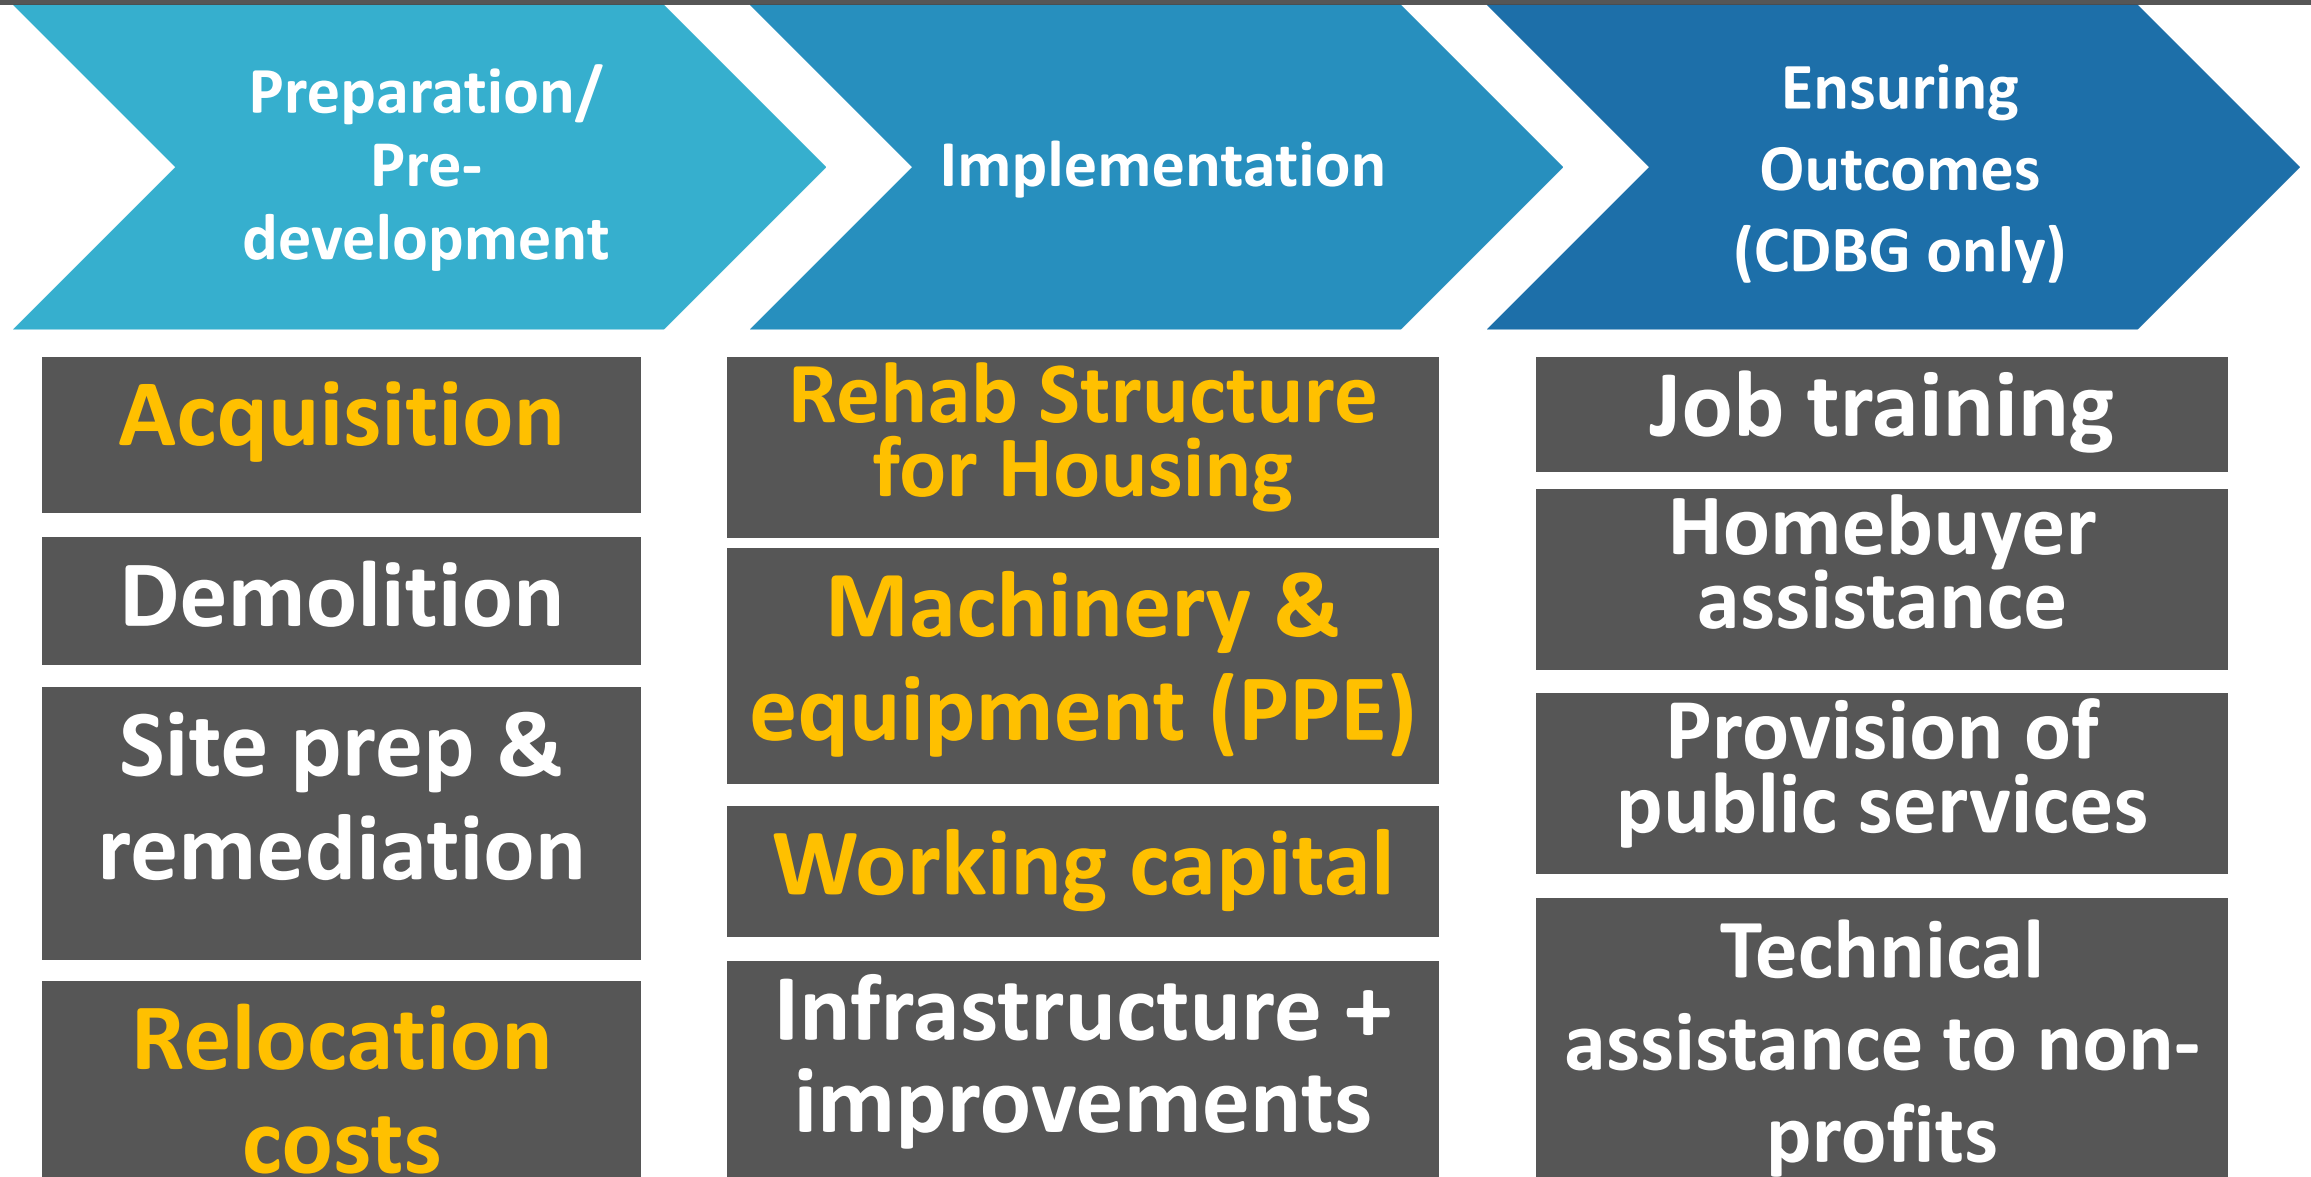 Preparation/
Pre-
development
Implementation
Ensuring
Outcomes
(CDBG only)
Acquisition
Demolition
Site prep &
remediation
Relocation
costs
Rehab Structure
for Housing
Machinery &
equipment (PPE)
Working capital
Infrastructure +
improvements
Job training
Homebuyer
assistance
Provision of
public services
Technical
assistance to non-
profits